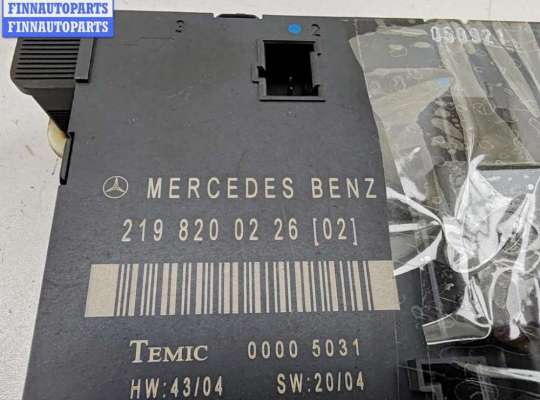 FINNAUTOPARTS
FINNAUTOPARTS
3 2
MERCEDES BENZ
219 820 02 26 [02]
TEMIC 0000 5031
HW:43/04 SW:20/04